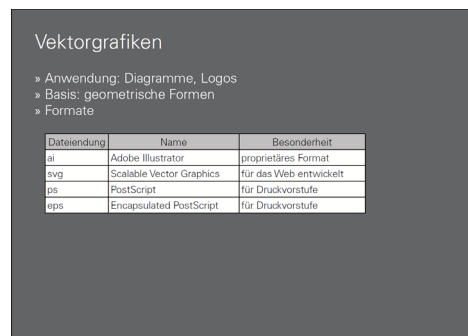 Vektorgrafiken
» Anwendung: Diagramme, Logos
» Basis: geometrische Formen
» Formate
Dateiendung Name Besonderheit
ai Adobe Illustrator proprietäres Format
svg Scalable Vector Graphics für das Web entwickelt
ps PostScript für Druckvorstufe
eps Encapsulated PostScript für Druckvorstufe